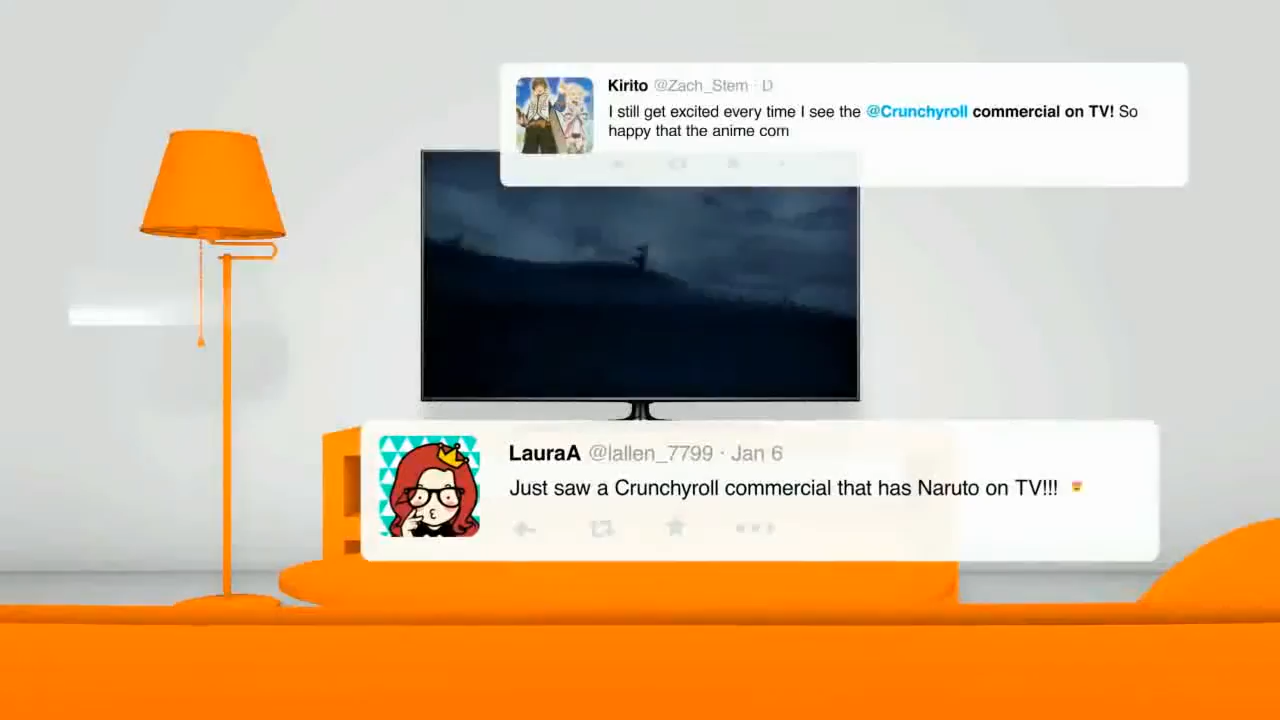 Kirito @Zach_Stem · D
I still get excited every time I see the @Crunchyroll commercial on TV! So
happy that the anime com
LauraA @lallen_7799 · Jan 6
Just saw a Crunchyroll commercial that has Naruto on TV!!!